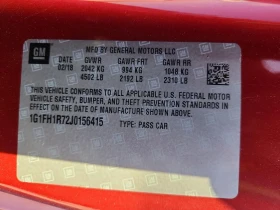 GM
MFD BY GENERAL MOTORS LLC
DATE GVWR GAWR FRT GAWR RR
02/18 2042 KG 994 KG 1048 KG
4502 LB 2192 LB 2310 LB
THIS VEHICLE CONFORMS TO ALL APPLICABLE U.S. FEDERAL MOTOR
VEHICLE SAFETY, BUMPER, AND THEFT PREVENTION STANDARDS IN
EFFECT ON THE DATE OF MANUFACTURE SHOWN ABOVE.
1G1FH1R72J0156415 TYPE: PASS CAR